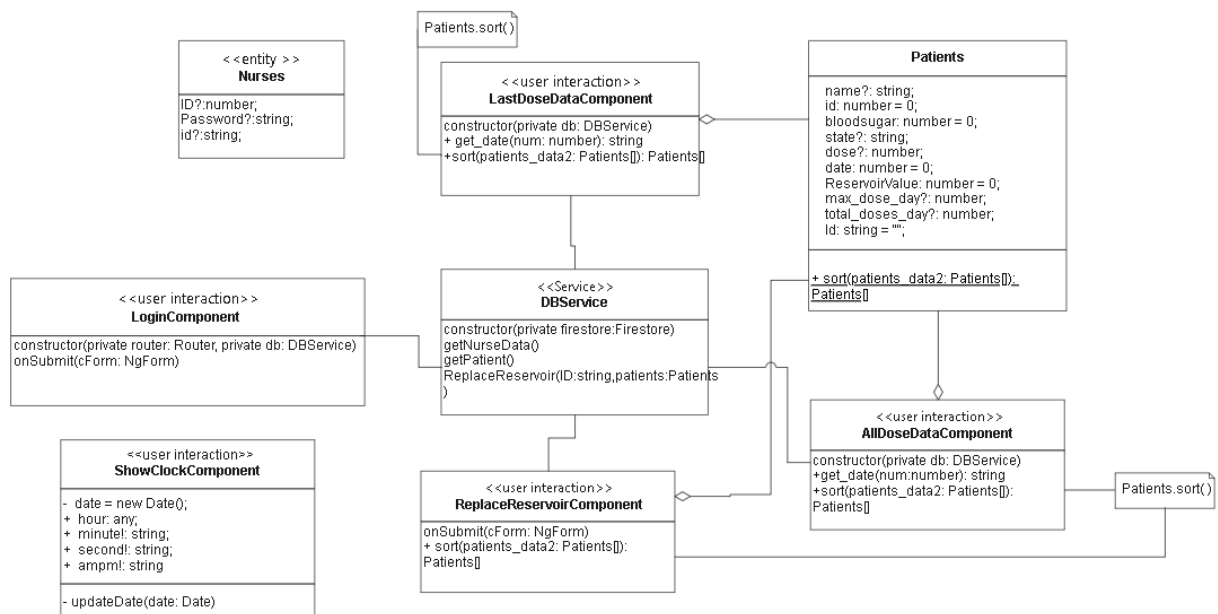 Patients.sort( )
<<entity >>
Nurses
ID?:number;
Password?:string;
id?:string;
<<user interaction>>
LastDoseDataComponent
constructor(private db: DBService)
+ get_date(num: number): string
+sort(patients_data2: Patients[]): Patients[]
Patients
name?: string;
id: number = 0;
bloodsugar: number = 0;
state?: string;
dose?: number;
date: number = 0;
ReservoirValue: number = 0;
max_dose_day?: number;
total_doses_day?: number;
Id: string = "";
+ sort(patients_data2: Patients[]):
Patients[]
<<user interaction>>
LoginComponent
constructor(private router: Router, private db: DBService)
onSubmit(cForm: NgForm)
<<Service>>
DBService
constructor(private firestore:Firestore)
getNurseData()
getPatient()
ReplaceReservoir(ID:string,patients:Patients
)
<<user interaction>>
AllDoseDataComponent
constructor(private db: DBService)
+get_date(num:number): string
+sort(patients_data2: Patients[]):
Patients[]
<<user interaction>>
ShowClockComponent
- date = new Date();
+ hour: any;
+ minute!: string;
+ second!: string;
+ ampm!: string
- updateDate(date: Date)
<<user interaction>>
ReplaceReservoirComponent
onSubmit(cForm: NgForm)
+ sort(patients_data2: Patients[]):
Patients[]
Patients.sort( )